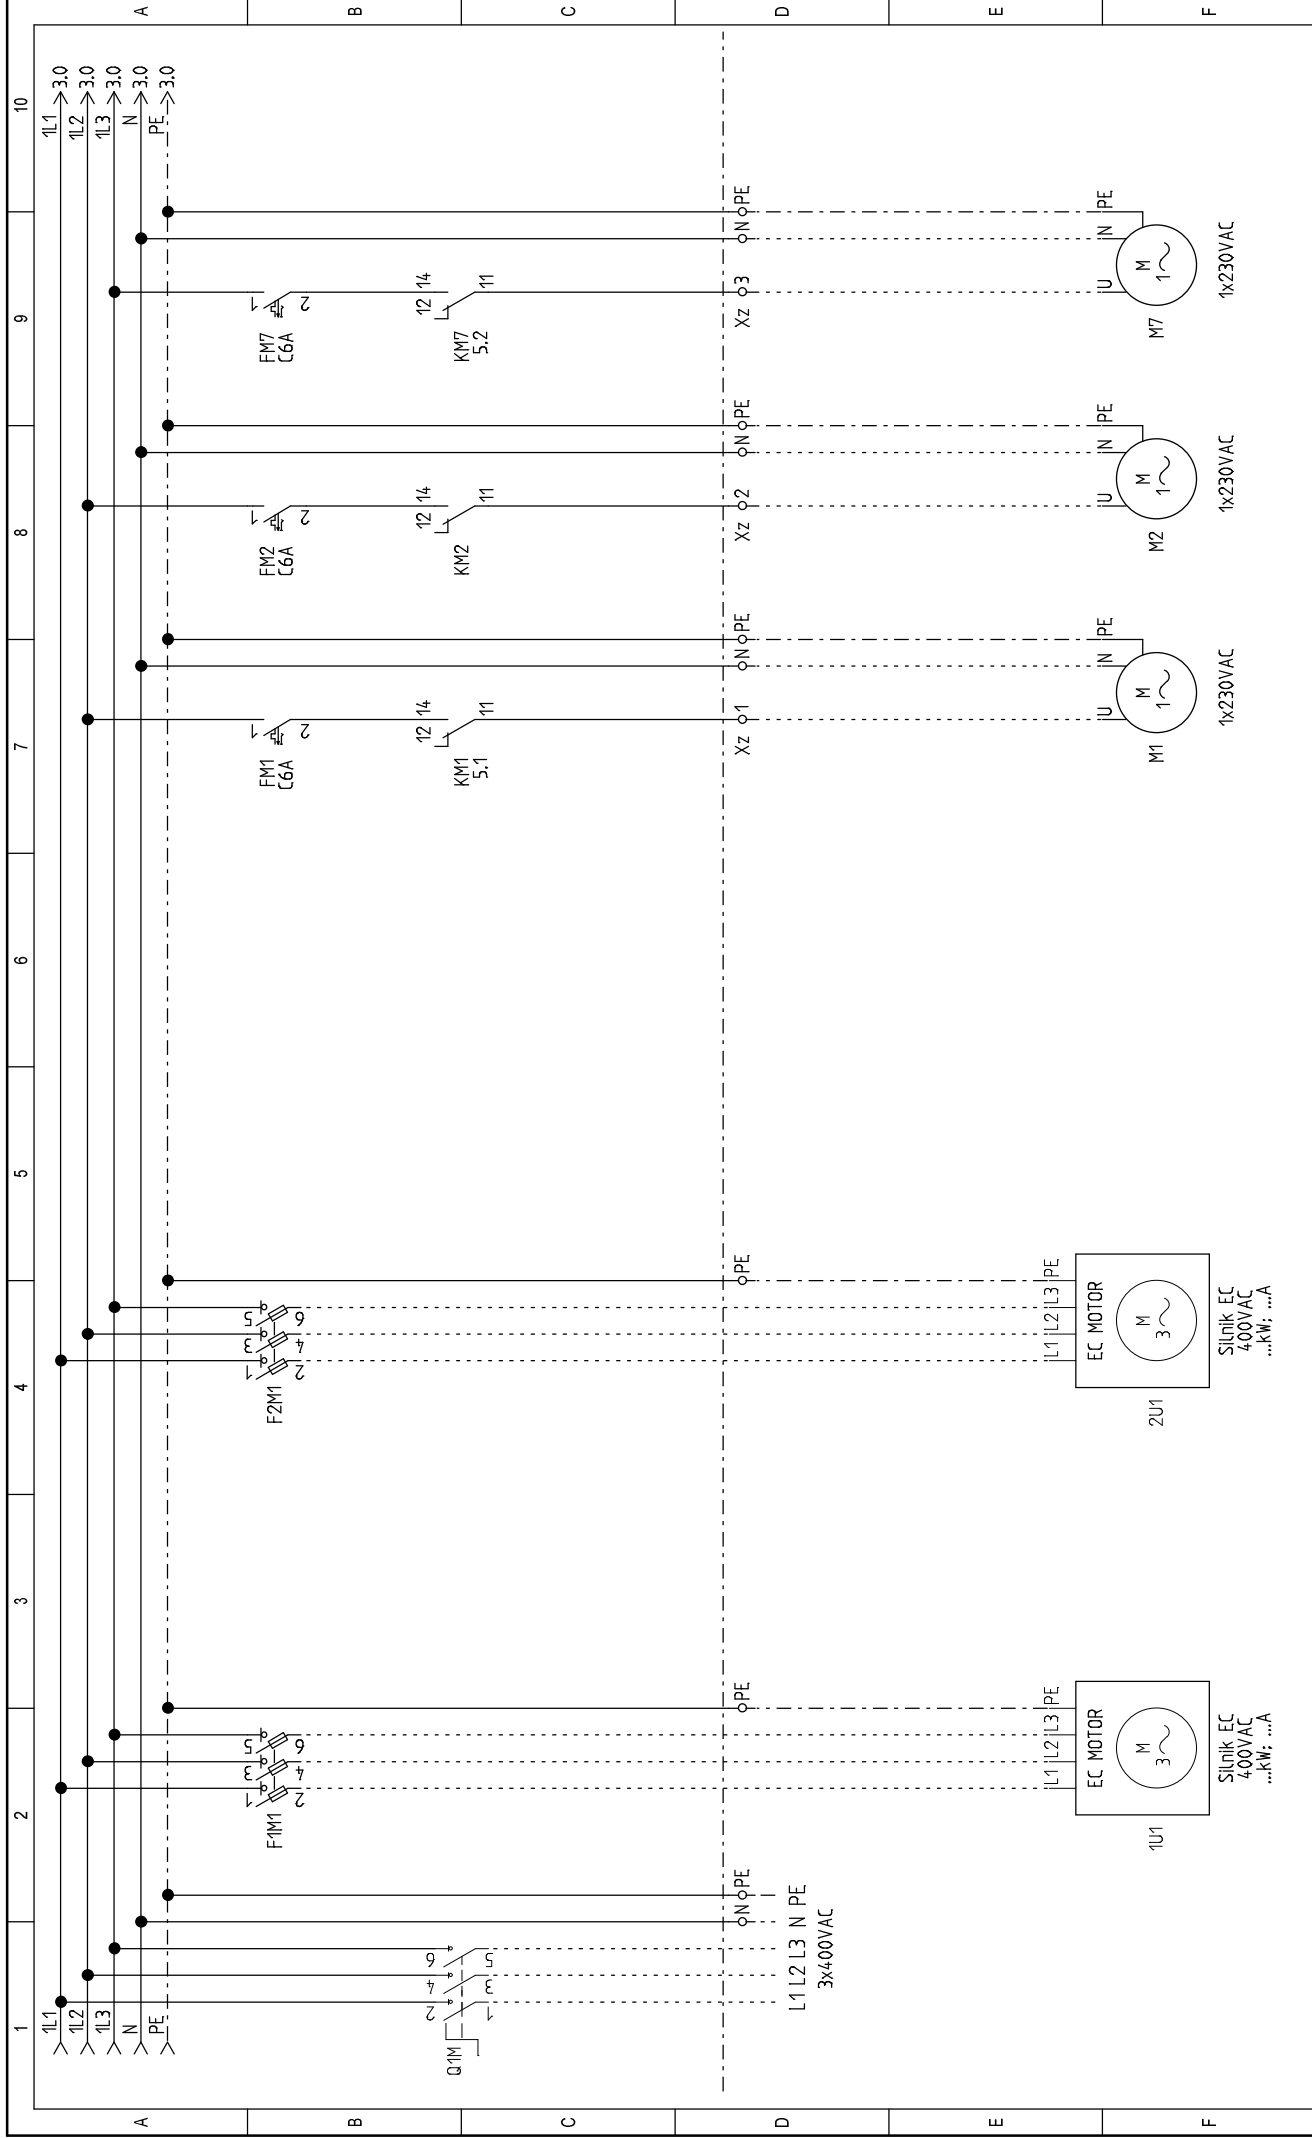 1 2 3 4 5 6 7 8 9 10
A A
1L1 1L1 3.0
1L2 1L2 3.0
1L3 1L3 3.0
N N 3.0
PE PE 3.0
B B
1 3 5 1 3 5 1 1 1
F1M1 F2M1 FM1 FM2 FM7
C6A C6A C6A
2 4 6 2 4 6 2 2 2
2 4 6 12 14 12 14 12 14
Q1M KM1 KM2 KM7
5.1 5.2
1 3 5 11 11 11
C C
D D
N PE PE PE Xz 1 N PE Xz 2 N PE Xz 3 N PE
L1 L2 L3 N PE
3x400VAC
E E
L1 L2 L3 PE L1 L2 L3 PE U N PE U N PE U N PE
EC MOTOR EC MOTOR
F F
1U1 M 3 2U1 M 3 M1 M 1 M2 M 1 M7 M 1
Silnik EC Silnik EC 1x230VAC 1x230VAC 1x230VAC
400VAC 400VAC
...kW; ...A ...kW; ...A